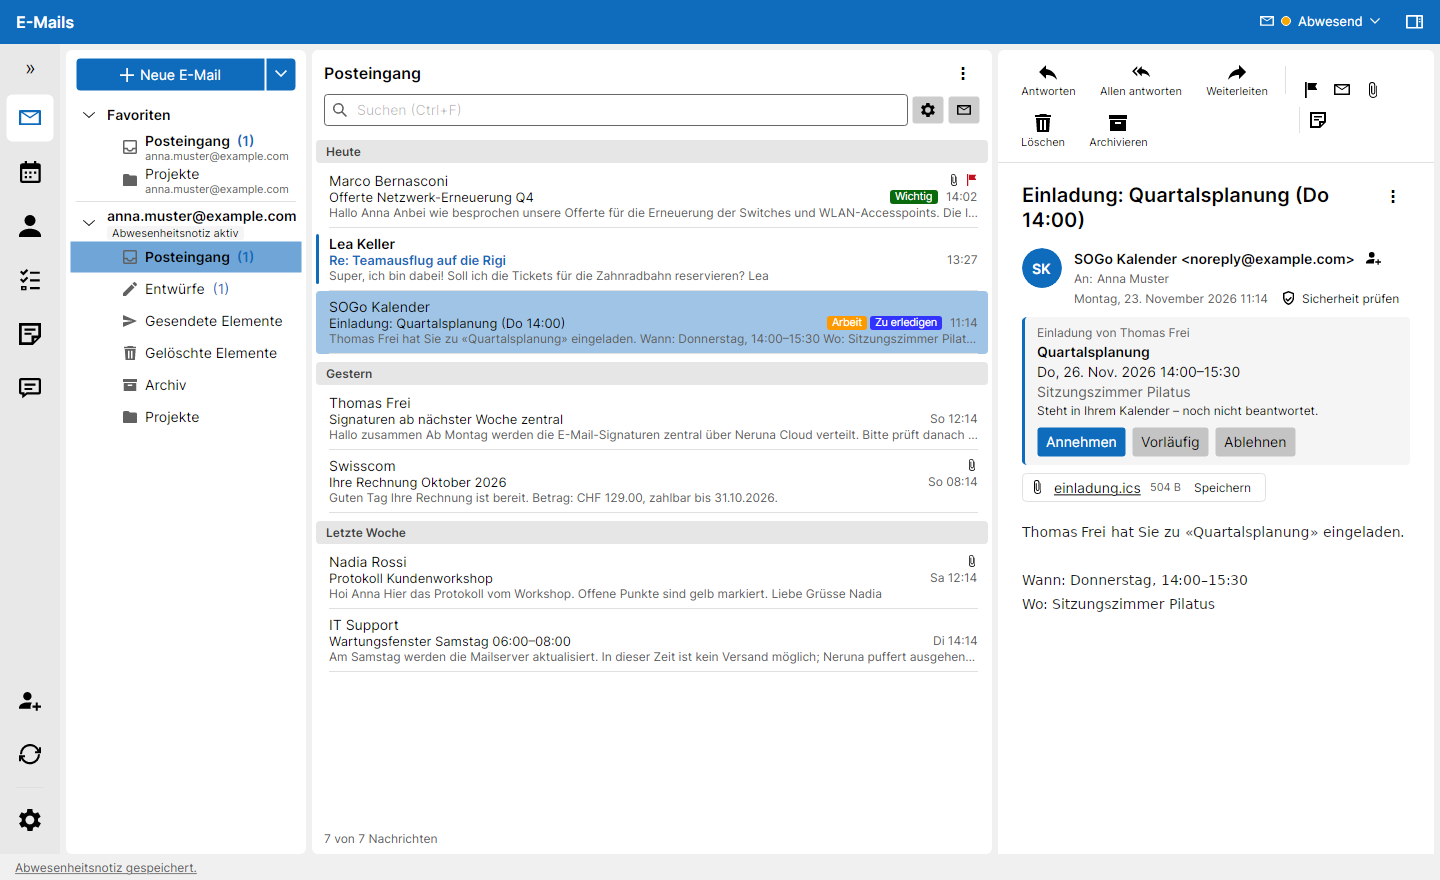 E-Mails
Abwesend
»
Neue E-Mail
Favoriten
Posteingang (1)
anna.muster@example.com
Projekte
anna.muster@example.com
anna.muster@example.com
Abwesenheitsnotiz aktiv
Posteingang (1)
Entwürfe (1)
Gesendete Elemente
Gelöschte Elemente
Archiv
Projekte
Posteingang
Suchen (Ctrl+F)
Heute
Marco Bernasconi
Offerte Netzwerk-Erneuerung Q4 Wichtig 14:02
Hallo Anna Anbei wie besprochen unsere Offerte für die Erneuerung der Switches und WLAN-Accesspoints. Die l...
Lea Keller
Re: Teamausflug auf die Rigi 13:27
Super, ich bin dabei! Soll ich die Tickets für die Zahnradbahn reservieren? Lea
SOGo Kalender
Einladung: Quartalsplanung (Do 14:00) Arbeit Zu erledigen 11:14
Thomas Frei hat Sie zu «Quartalsplanung» eingeladen. Wann: Donnerstag, 14:00–15:30 Wo: Sitzungszimmer Pilat...
Gestern
Thomas Frei
Signaturen ab nächster Woche zentral So 12:14
Hallo zusammen Ab Montag werden die E-Mail-Signaturen zentral über Neruna Cloud verteilt. Bitte prüft danach ...
Swisscom
Ihre Rechnung Oktober 2026 So 08:14
Guten Tag Ihre Rechnung ist bereit. Betrag: CHF 129.00, zahlbar bis 31.10.2026.
Letzte Woche
Nadia Rossi
Protokoll Kundenworkshop Sa 12:14
Hoi Anna Hier das Protokoll vom Workshop. Offene Punkte sind gelb markiert. Liebe Grüsse Nadia
IT Support
Wartungsfenster Samstag 06:00–08:00 Di 14:14
Am Samstag werden die Mailserver aktualisiert. In dieser Zeit ist kein Versand möglich; Neruna puffert ausgehen...
7 von 7 Nachrichten
Antworten Allen antworten Weiterleiten
Löschen Archivieren
Einladung: Quartalsplanung (Do
14:00)
SK
SOGo Kalender <noreply@example.com>
An: Anna Muster
Montag, 23. November 2026 11:14 Sicherheit prüfen
Einladung von Thomas Frei
Quartalsplanung
Do, 26. Nov. 2026 14:00–15:30
Sitzungszimmer Pilatus
Steht in Ihrem Kalender – noch nicht beantwortet.
Annehmen Vorläufig Ablehnen
einladung.ics 504 B Speichern
Thomas Frei hat Sie zu «Quartalsplanung» eingeladen.
Wann: Donnerstag, 14:00–15:30
Wo: Sitzungszimmer Pilatus
Abwesenheitsnotiz gespeichert.